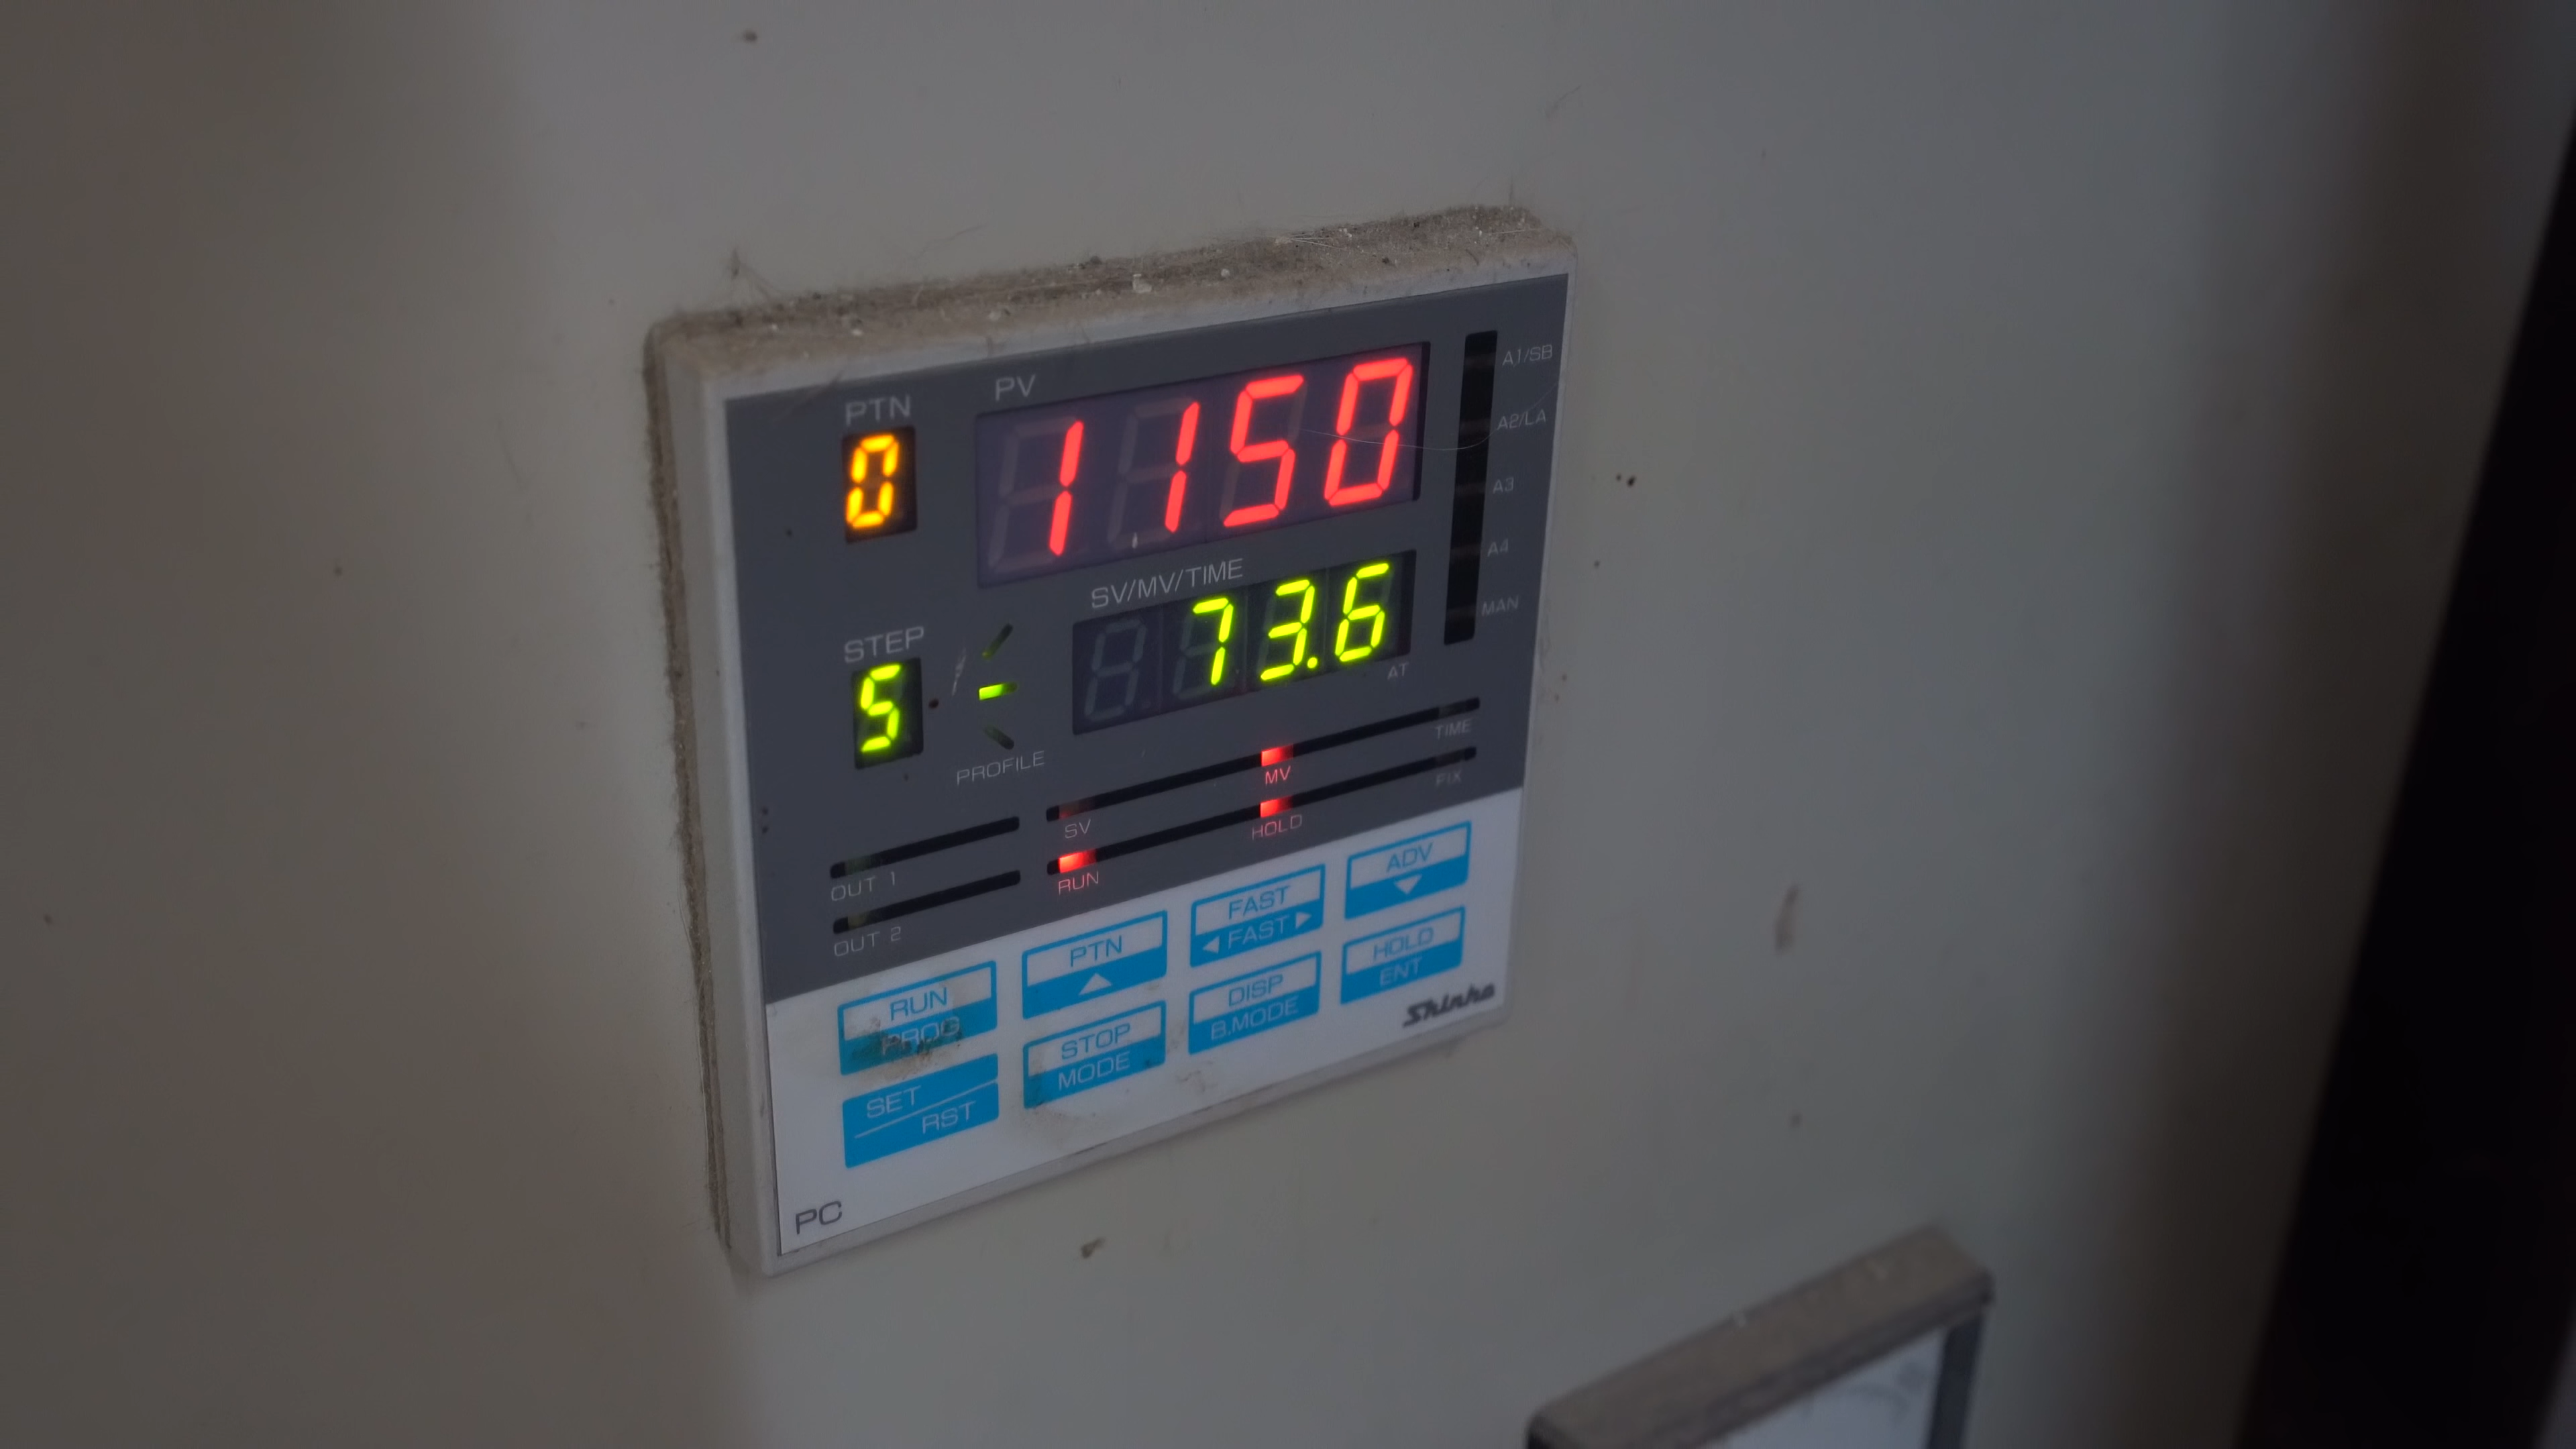 PTN PV
0 1150
A1/SB
A2/LA
A3
A4
MAN
SV/MV/TIME
STEP
5 73.6
AT
PROFILE
SV MV TIME
RUN HOLD FIX
OUT 1
OUT 2
RUN
PROG
PTN
FAST
FAST
ADV
SET
RST
STOP
MODE
DISP
B.MODE
HOLD
ENT
Shinko
PC